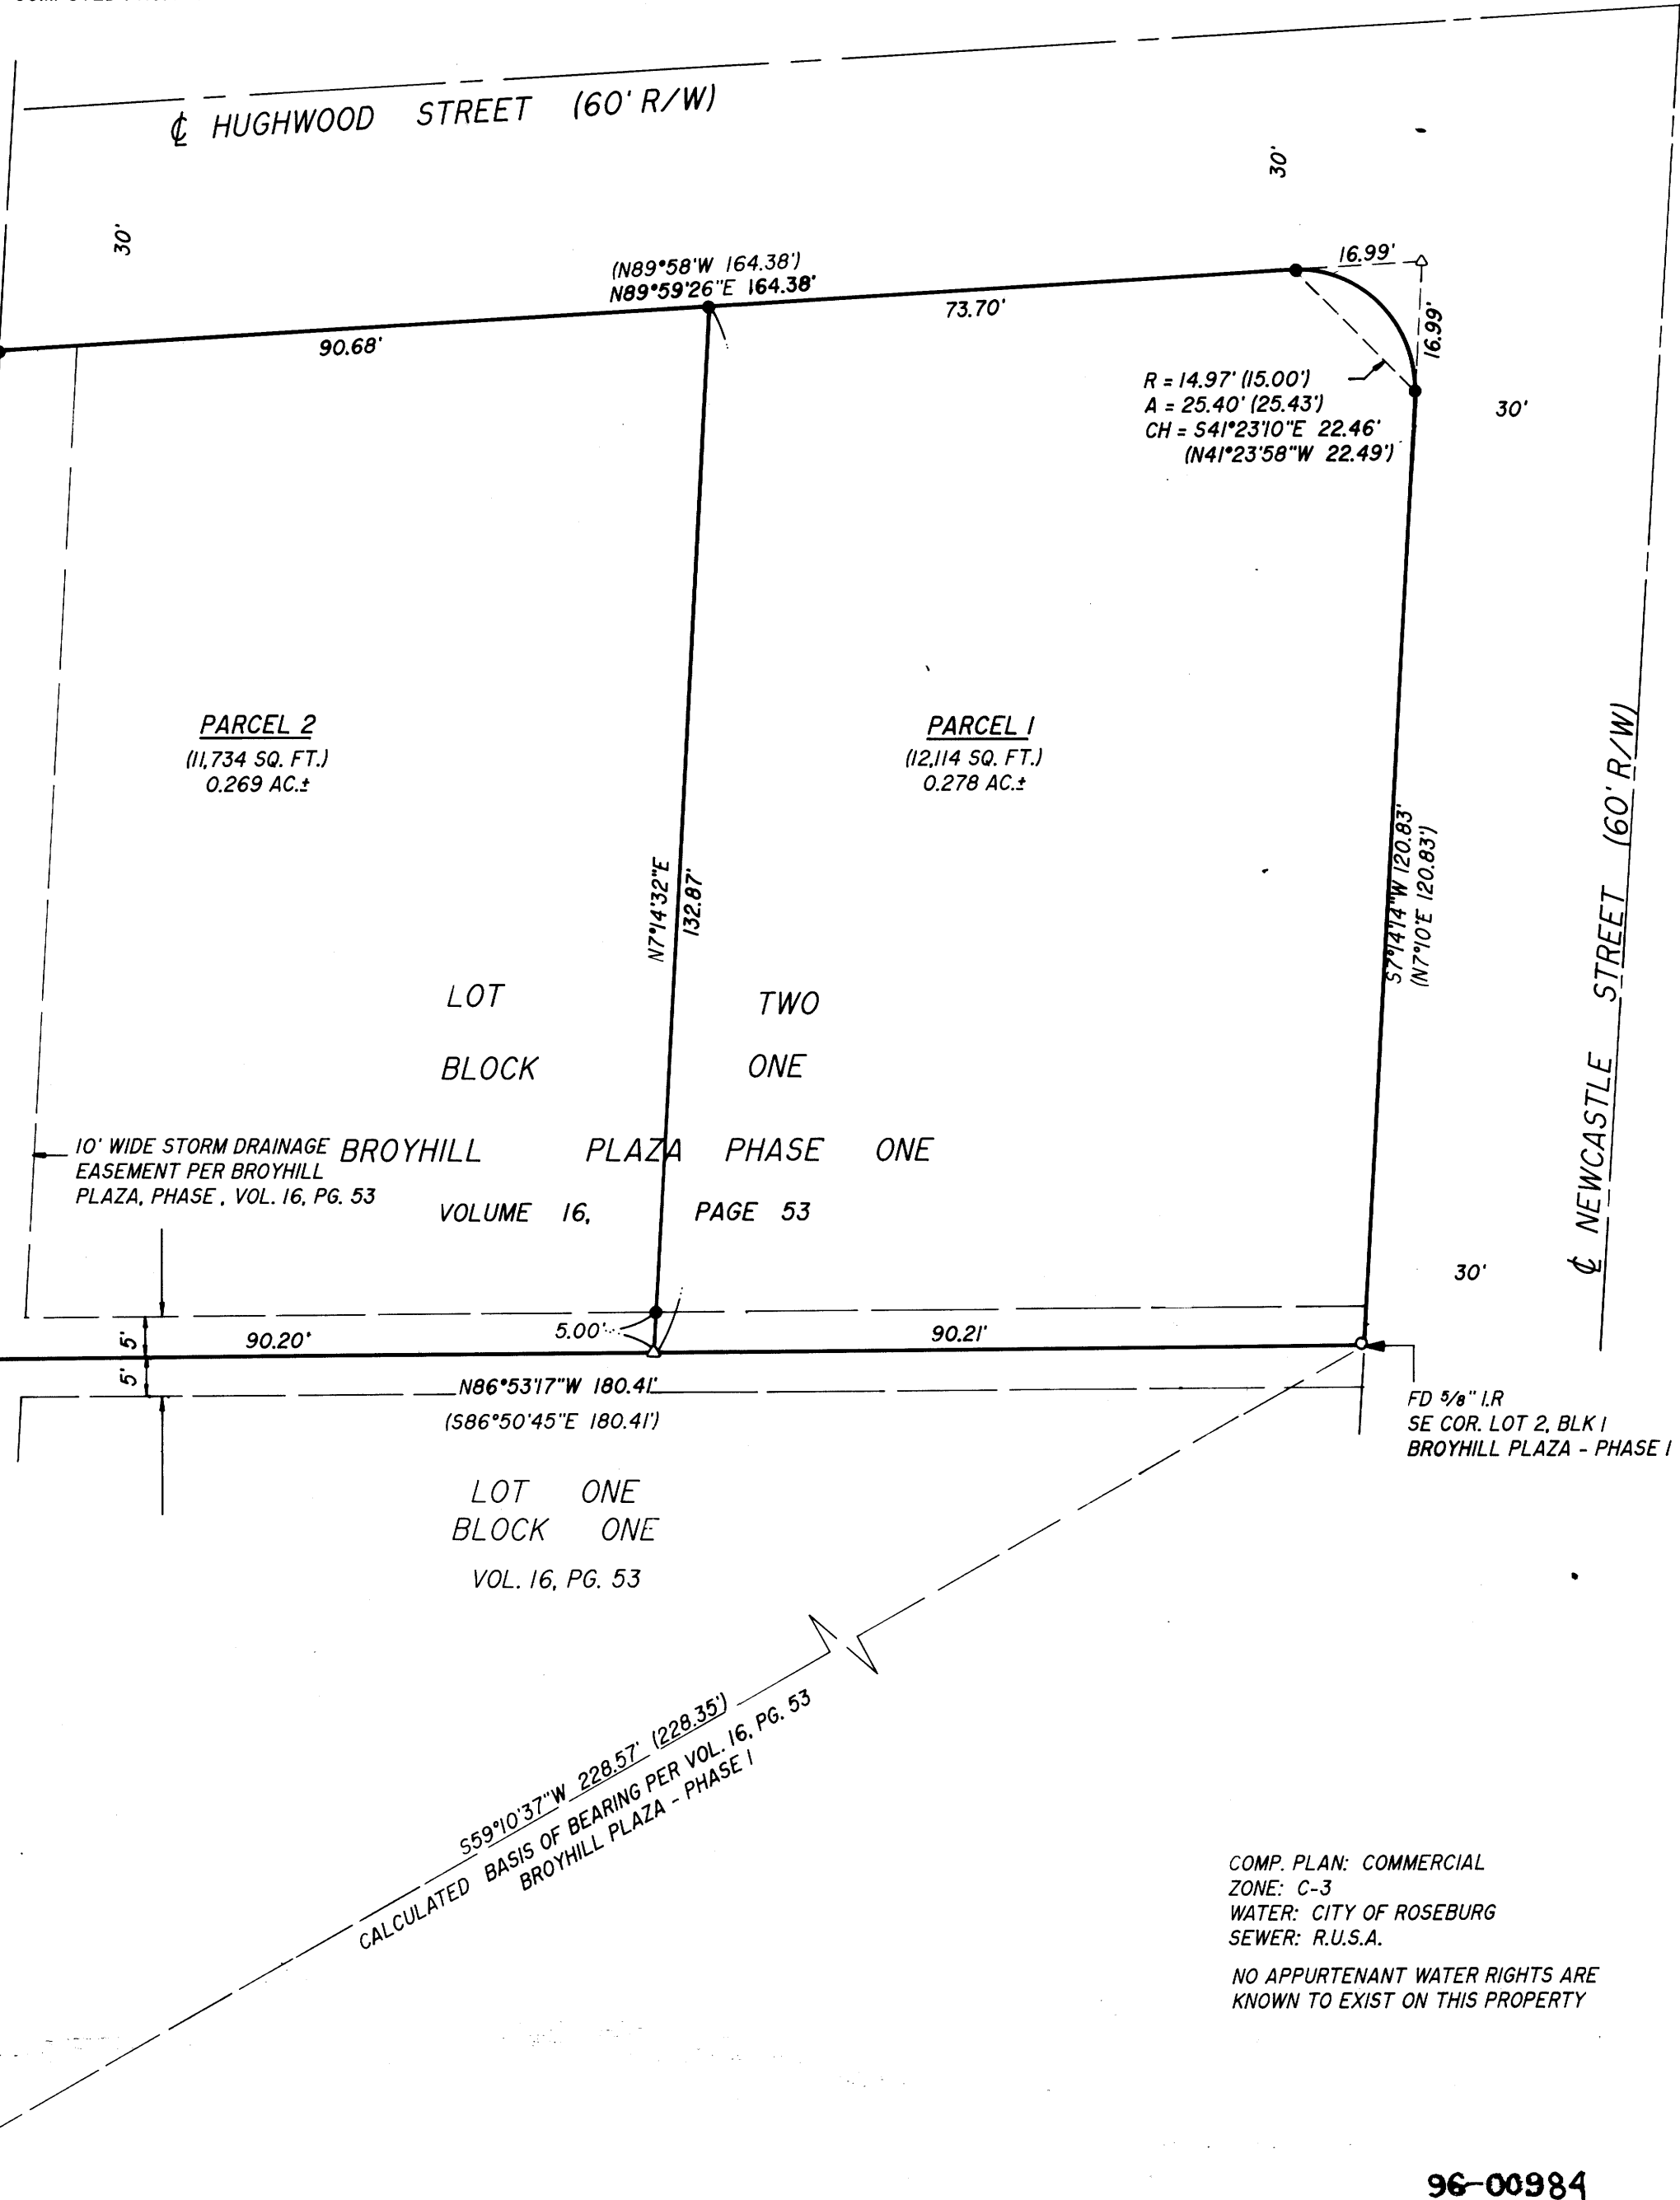 ℄ HUGHWOOD STREET (60' R/W)
30'
30'
(N89°58'W 164.38')
N89°59'26"E 164.38'
16.99'
16.99'
90.68'
73.70'
R = 14.97' (15.00')
A = 25.40' (25.43')
CH = S41°23'10"E 22.46'
(N41°23'58"W 22.49')
30'
PARCEL 2
(11,734 SQ. FT.)
0.269 AC.±
PARCEL 1
(12,114 SQ. FT.)
0.278 AC.±
N7°14'32"E
132.87'
S7°14'14"W 120.83'
(N7°10'E 120.83')
℄ NEWCASTLE STREET (60' R/W)
LOT TWO
BLOCK ONE
BROYHILL PLAZA PHASE ONE
VOLUME 16, PAGE 53
10' WIDE STORM DRAINAGE
EASEMENT PER BROYHILL
PLAZA, PHASE , VOL. 16, PG. 53
30'
5'
5'
90.20'
5.00'
90.21'
N86°53'17"W 180.41'
(S86°50'45"E 180.41')
FD 5/8" I.R
SE COR. LOT 2, BLK 1
BROYHILL PLAZA - PHASE 1
LOT ONE
BLOCK ONE
VOL. 16, PG. 53
S59°10'37"W 228.57' (228.35')
CALCULATED BASIS OF BEARING PER VOL. 16, PG. 53
BROYHILL PLAZA - PHASE 1
COMP. PLAN: COMMERCIAL
ZONE: C-3
WATER: CITY OF ROSEBURG
SEWER: R.U.S.A.
NO APPURTENANT WATER RIGHTS ARE
KNOWN TO EXIST ON THIS PROPERTY
96-00984